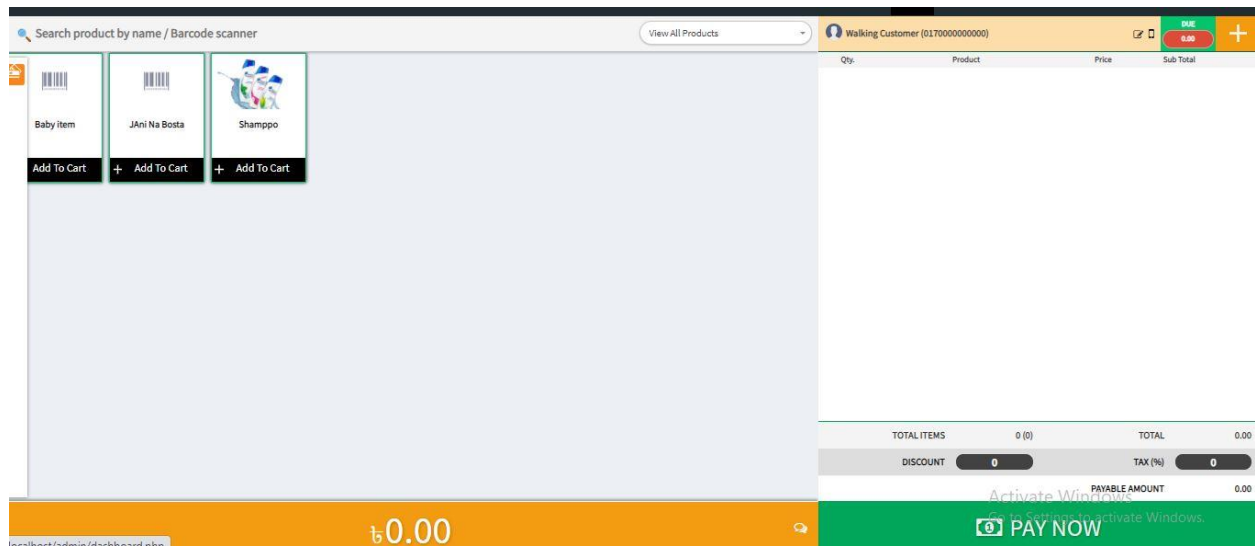 Search product by name / Barcode scanner
View All Products
Walking Customer (0170000000000)
DUE
0.00
Qty. Product Price Sub Total
Baby item
JAni Na Bosta
Shamppo
Add To Cart
+ Add To Cart
+ Add To Cart
TOTAL ITEMS 0 (0) TOTAL 0.00
DISCOUNT 0 TAX (%) 0
PAYABLE AMOUNT 0.00
Activate Windows
Go to Settings to activate Windows.
৳0.00
PAY NOW
localhost/admin/dashboard.php